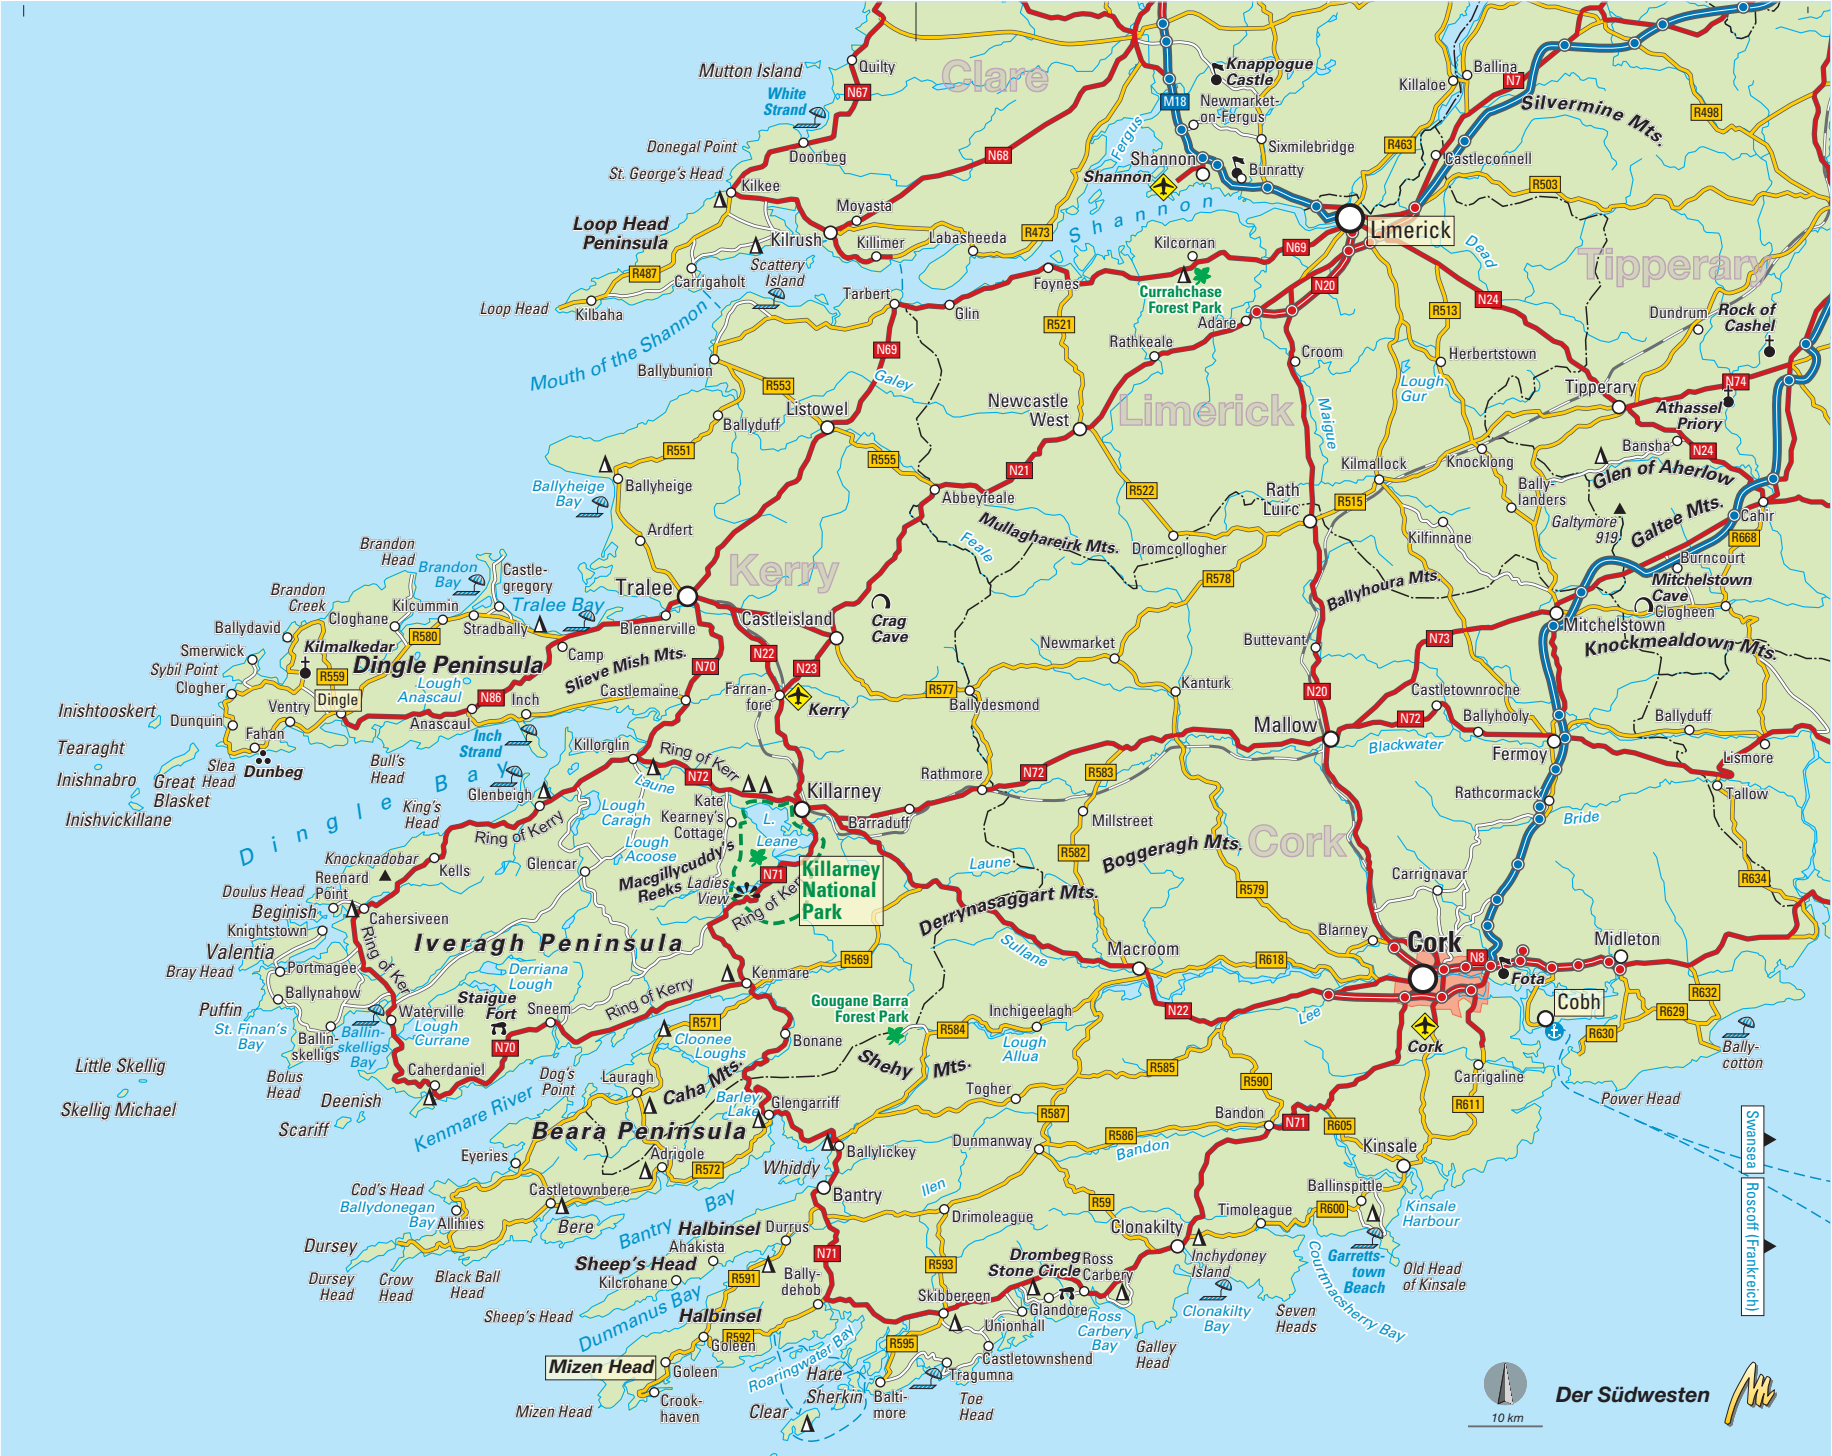 Mutton Island
Quilty
Clare
Knappogue
Castle
Ballina
Killaloe
N7
N67
White
Strand
M18
Newmarket-
on-Fergus
Silvermine Mts.
R498
Donegal Point
Doonbeg
N68
Fergus
Sixmilebridge
R463
Castleconnell
St. George's Head
Shannon
Shannon
Bunratty
R503
Kilkee
Moyasta
Loop Head
Peninsula
Kilrush
Killimer
Labasheeda
R473
Shannon
Kilcornan
N69
Limerick
Dead
Tipperary
R487
Carrigaholt
Scattery
Island
Loop Head
Kilbaha
Tarbert
Foynes
Glin
Currahchase
Forest Park
N20
N24
R513
Dundrum
Rock of
Cashel
Mouth of the Shannon
R521
Adare
N69
Rathkeale
Croom
Herbertstown
Ballybunion
Galey
R553
Lough
Gur
Tipperary
N74
Listowel
Newcastle
West
Limerick
Maigue
Athassel
Priory
Ballyduff
R551
R555
N21
Kilmallock
Knocklong
Bansha
N24
Glen of Aherlow
Ballyheige
Bay
Ballyheige
Abbeyfeale
R522
Rath
Luirc
R515
Bally-
landers
Galtymore
919
Galtee Mts.
Cahir
R668
Ardfert
Mullaghareirk Mts.
Feale
Dromcollogher
Kilfinnane
Burncourt
Brandon
Head
Brandon
Bay
Castle-
gregory
Kerry
R578
Ballyhoura Mts.
Mitchelstown
Cave
Clogheen
Brandon
Creek
Cloghane
Kilcummin
Tralee Bay
Tralee
Ballydavid
Stradbally
Blennerville
Castleisland
Crag
Cave
Mitchelstown
R580
Kilmalkedar
Smerwick
Sybil Point
Dingle Peninsula
Camp
Slieve Mish Mts.
N70
N22
N23
Newmarket
Buttevant
N73
Knockmealdown Mts.
R559
Clogher
Lough
Anascaul
N86
Dingle
Castlemaine
Farran-
fore
Kerry
R577
Kanturk
N20
Castletownroche
Inishtooskert
Ventry
Anascaul
Inch
Ballydesmond
N72
Ballyhooly
Ballyduff
Dunquin
Fahan
Mallow
Blackwater
Tearaght
Slea
Head
Dunbeg
Bull's
Head
Inch
Strand
Killorglin
Ring of Kerr
Fermoy
Lismore
Inishnabro
Great
Blasket
Dingle Bay
Glenbeigh
Laune
N72
Rathmore
N72
R583
Inishvickillane
King's
Head
Lough
Caragh
Kate
Kearney's
Cottage
Killarney
L.
Leane
Barraduff
Millstreet
Rathcormack
Tallow
Bride
Ring of Kerry
Lough
Acoose
Cork
Knocknadobar
Kells
Glencar
Macgillycuddy's
Reeks
Laune
R582
Boggeragh Mts.
Reenard
Point
Doulus Head
Ladies
View
N71
Killarney
National
Park
Carrignavar
R634
Beginish
Cahersiveen
Ring of Kerr
Derrynasaggart Mts.
R579
Knightstown
Iveragh Peninsula
Sullane
Blarney
Cork
Midleton
Valentia
Ring of Ker
Macroom
N8
Bray Head
Portmagee
Derriana
Lough
R569
Kenmare
R618
Fota
Ballynahow
Staigue
Fort
Ring of Kerry
Gougane Barra
Forest Park
Inchigeelagh
N22
Cobh
R632
Puffin
Waterville
Sneem
R571
R584
Lee
R629
St. Finan's
Bay
Ballin-
skelligs
Ballin-
skelligs
Bay
Lough
Currane
Cloonee
Loughs
Bonane
Lough
Allua
Cork
R630
Bally-
cotton
Little Skellig
N70
Shehy Mts.
R585
Bolus
Head
Caherdaniel
Dog's
Point
Lauragh
Caha Mts.
Togher
R590
Carrigaline
Skellig Michael
Deenish
Scariff
Kenmare River
Barley
Lake
Glengarriff
R587
R611
Power Head
Beara Peninsula
Bandon
N71
R605
R586
Dunmanway
Bandon
Swansea
Eyeries
Adrigole
R572
Whiddy
Ballylickey
Kinsale
Cod's Head
Ballydonegan
Bay
Castletownbere
Bay
Bantry
Ilen
R59
Ballinspittle
Allihies
Bere
Bantry
Halbinsel
Durrus
Drimoleague
Clonakilty
Timoleague
R600
Kinsale
Harbour
Roscoff (Frankreich)
Dursey
Ahakista
Sheep's Head
N71
R593
Drombeg
Stone Circle
Ross
Carbery
Inchydoney
Island
Garretts-
town
Beach
Old Head
of Kinsale
Dursey
Head
Crow
Head
Black Ball
Head
Kilcrohane
R591
Bally-
dehob
Skibbereen
Glandore
Courtmacsherry Bay
Sheep's Head
Dunmanus Bay
Halbinsel
Unionhall
Ross
Carbery
Bay
Clonakilty
Bay
Seven
Heads
R592
Goleen
Roaringwater Bay
R595
Castletownshend
Galley
Head
Mizen Head
Goleen
Hare
Tragumna
Sherkin
Balti-
more
Toe
Head
Mizen Head
Crook-
haven
Clear
10 km
Der Südwesten